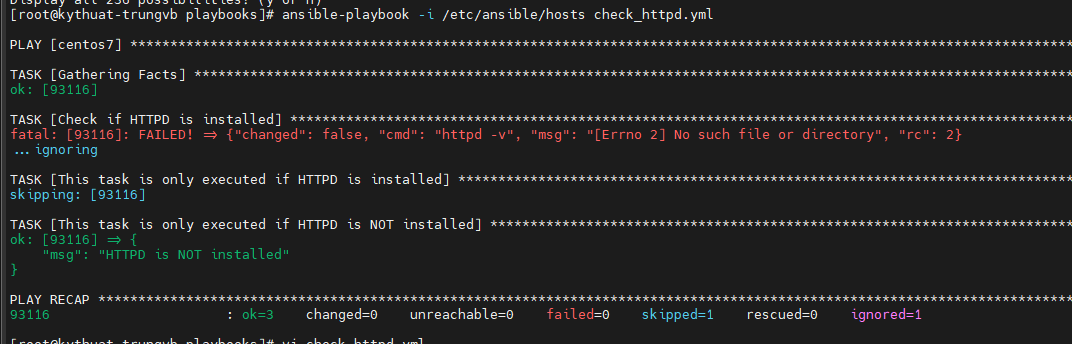 Display all 236 possibilities? (y or n)
[root@kythuat-trungvb playbooks]# ansible-playbook -i /etc/ansible/hosts check_httpd.yml
PLAY [centos7] ************************************************************************************************************************
TASK [Gathering Facts] ****************************************************************************************************************
ok: [93116]
TASK [Check if HTTPD is installed] ****************************************************************************************************
fatal: [93116]: FAILED! => {"changed": false, "cmd": "httpd -v", "msg": "[Errno 2] No such file or directory", "rc": 2}
...ignoring
TASK [This task is only executed if HTTPD is installed] *******************************************************************************
skipping: [93116]
TASK [This task is only executed if HTTPD is NOT installed] ***************************************************************************
ok: [93116] => {
    "msg": "HTTPD is NOT installed"
}
PLAY RECAP ****************************************************************************************************************************
93116                      : ok=3    changed=0    unreachable=0    failed=0    skipped=1    rescued=0    ignored=1
[root@kythuat-trungvb playbooks]# vi check_httpd.yml